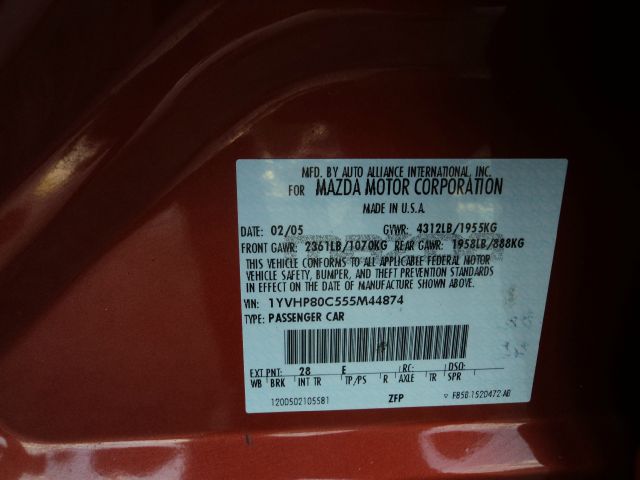 MFD. BY AUTO ALLIANCE INTERNATIONAL, INC.
FOR MAZDA MOTOR CORPORATION
MADE IN U.S.A
DATE: 02/05 GVWR: 4312LB/1955KG
FRONT GAWR: 2361LB/1070KG REAR GAWR: 1958LB/888KG
THIS VEHICLE CONFORMS TO ALL APPLICABLE FEDERAL MOTOR
VEHICLE SAFETY, BUMPER, AND THEFT PREVENTION STANDARDS
IN EFFECT ON THE DATE OF MANUFACTURE SHOWN ABOVE.
VIN: 1YVHP80C555M44874
TYPE: PASSENGER CAR
EXT PNT: 28 E RC: DSO:
WB BRK INT TR TP/PS R AXLE TR SPR
1200502105581 ZFP F85B.1520472.AB